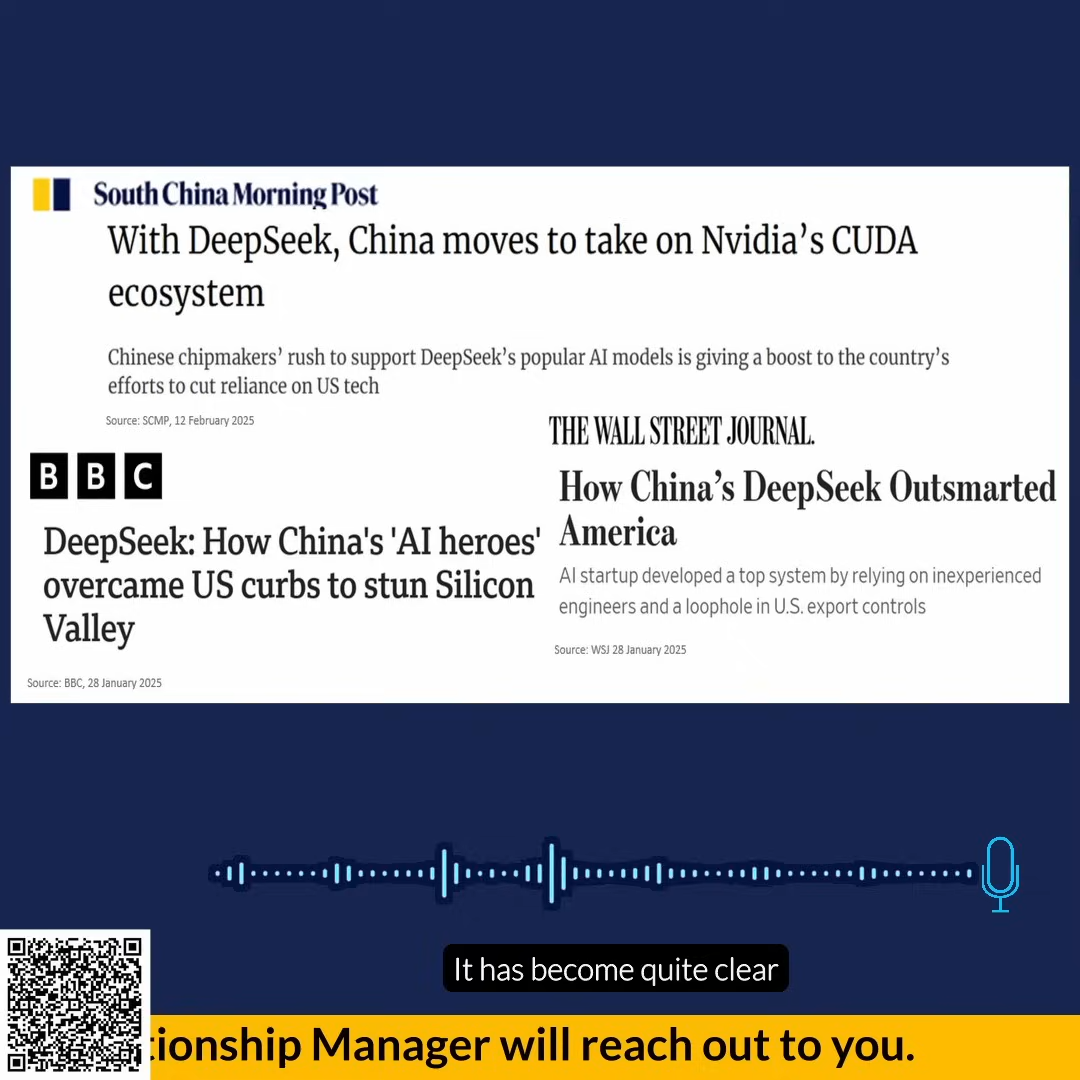 South China Morning Post
With DeepSeek, China moves to take on Nvidia's CUDA
ecosystem
Chinese chipmakers' rush to support DeepSeek's popular AI models is giving a boost to the country's
efforts to cut reliance on US tech
Source: SCMP, 12 February 2025
BBC
DeepSeek: How China's 'AI heroes'
overcame US curbs to stun Silicon
Valley
Source: BBC, 28 January 2025
THE WALL STREET JOURNAL.
How China's DeepSeek Outsmarted
America
AI startup developed a top system by relying on inexperienced
engineers and a loophole in U.S. export controls
Source: WSJ 28 January 2025
It has become quite clear
tionship Manager will reach out to you.